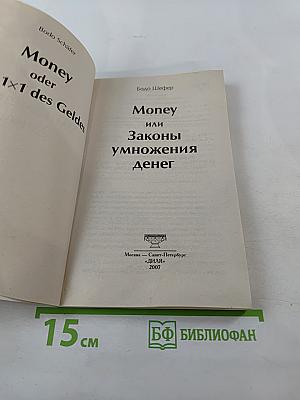 Bodo Schäfer
Money
oder
1×1 des Geldes
Бодо Шефер
Money
или
Законы
умножения
денег
Москва — Санкт-Петербург
«ДИЛЯ»
2007
15 см
БФ БИБЛИОФАН